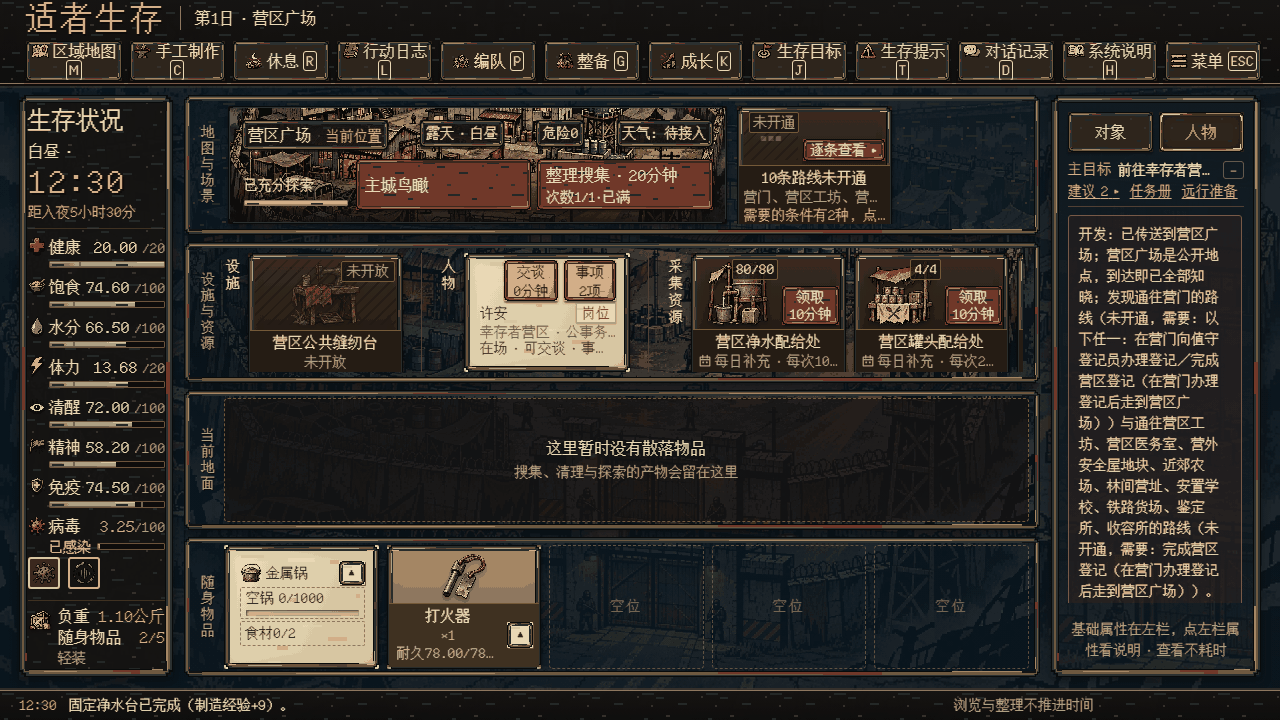 适者生存
第1日 · 营区广场
区域地图 M
手工制作 C
休息 R
行动日志 L
编队 P
整备 G
成长 K
生存目标 J
生存提示 T
对话记录 D
系统说明 H
菜单 ESC
生存状况
白昼 ·
12:30
距入夜5小时30分
健康 20.00 /20
饱食 74.60 /100
水分 66.50 /100
体力 13.68 /20
清醒 72.00 /100
精神 58.20 /100
免疫 74.50 /100
病毒 3.25/100
已感染
负重 1.10公斤
随身物品 2/5
轻装
地图与场景
营区广场 当前位置
露天 · 白昼
危险0
天气: 待接入
已充分探索
主城鸟瞰
整理搜集 · 20分钟
次数1/1·已满
未开通
逐条查看 ▸
10条路线未开通
营门、营区工坊、营…
需要的条件有2种，点…
设施与资源
设施
未开放
营区公共缝纫台
未开放
人物
交谈
0分钟
事项
2项
许安
岗位
幸存者营区 · 公事务…
在场 · 可交谈 · 事…
采集资源
80/80
领取
10分钟
营区净水配给处
每日补充 · 每次10…
4/4
领取
10分钟
营区罐头配给处
每日补充 · 每次2…
当前地面
这里暂时没有散落物品
搜集、清理与探索的产物会留在这里
随身物品
金属锅
▲
空锅 0/1000
食材0/2
打火器
×1
耐久78.00/78…
▲
空位
空位
空位
对象
人物
主目标 前往幸存者营…
–
建议 2 ▸ 任务册 远行准备
开发: 已传送到营区广
场; 营区广场是公开地
点，到达即已全部知
晓; 发现通往营门的路
线（未开通，需要: 以
下任一: 在营门向值守
登记员办理登记／完成
营区登记（在营门办理
登记后走到营区广
场））与通往营区工
坊、营区医务室、营外
安全屋地块、近郊农
场、林间营址、安置学
校、铁路货场、鉴定
所、收容所的路线（未
开通，需要: 完成营区
登记（在营门办理登记
后走到营区广场））。
基础属性在左栏，点左栏属
性看说明 · 查看不耗时
12:30 固定净水台已完成（制造经验+9）。
浏览与整理不推进时间